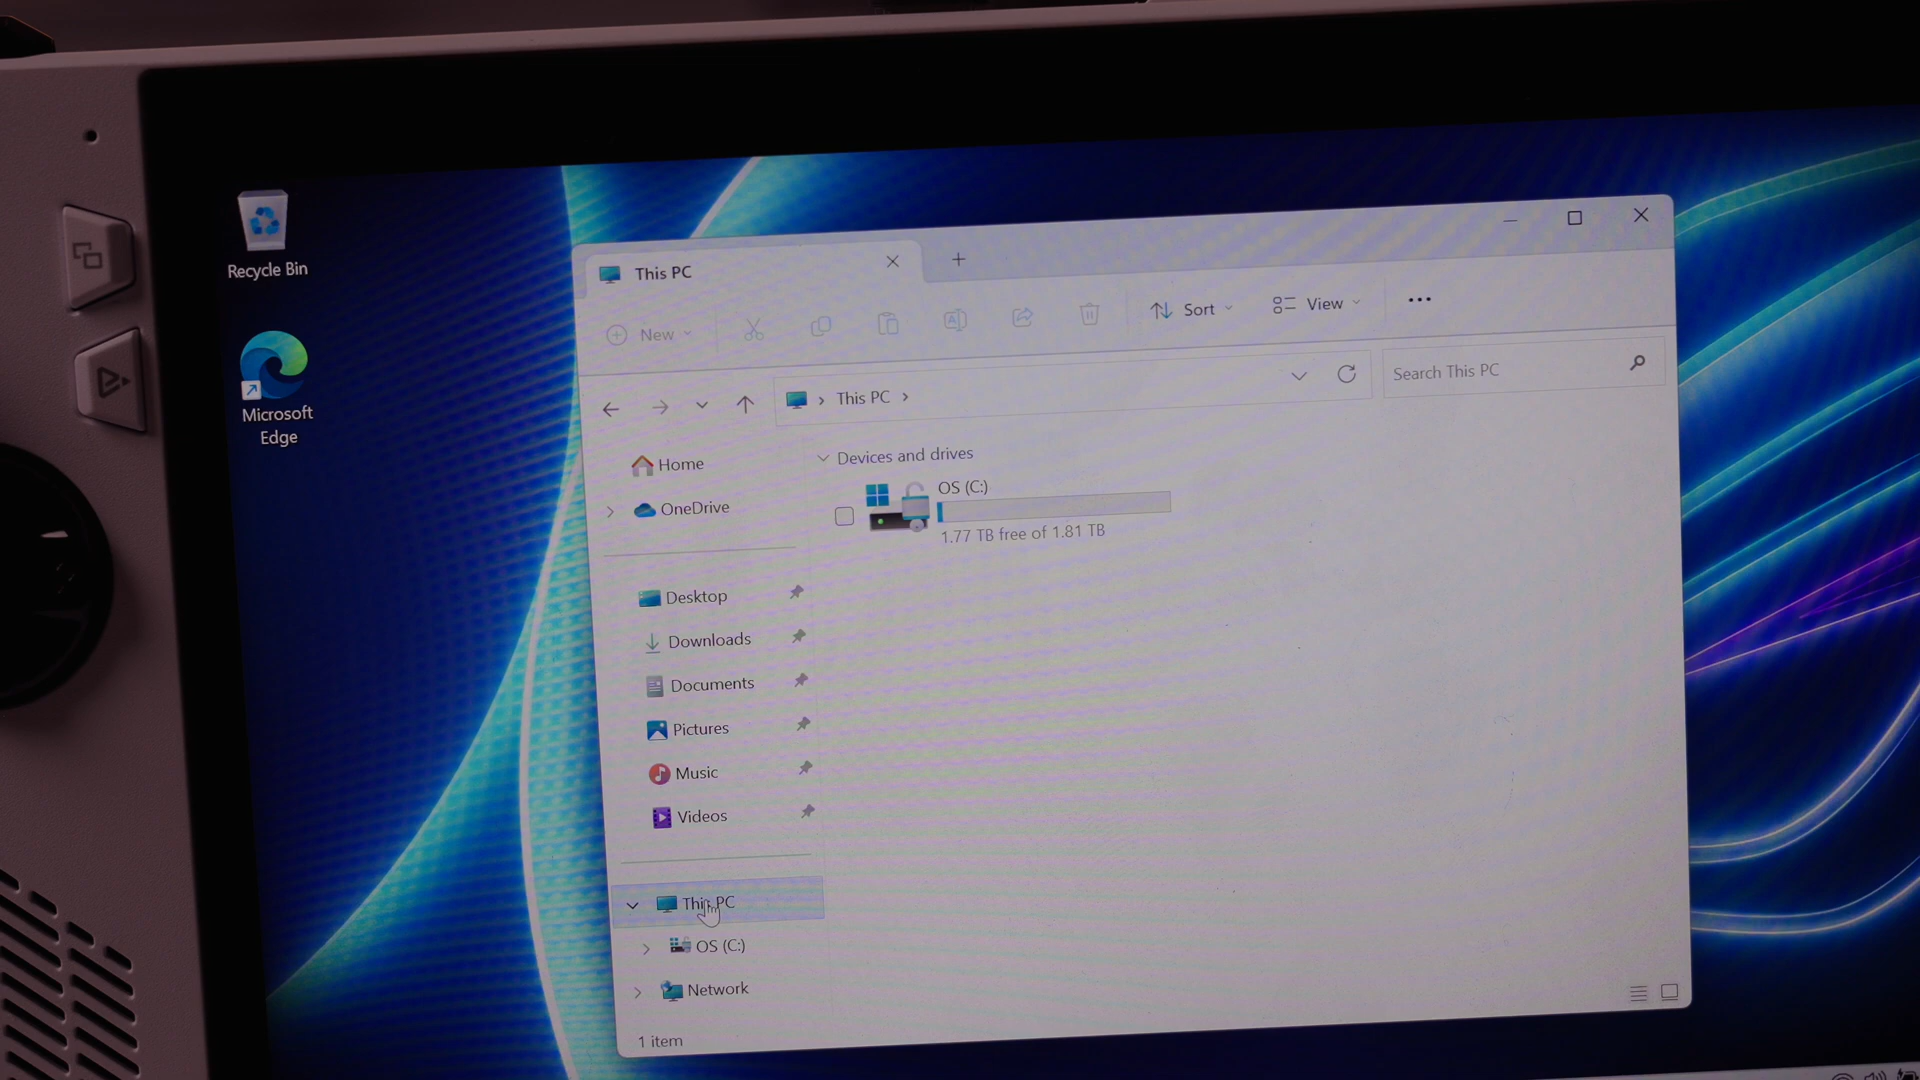 Recycle Bin
Microsoft
Edge
This PC
New
Sort
View
This PC
Search This PC
Home
OneDrive
Desktop
Downloads
Documents
Pictures
Music
Videos
This PC
OS (C:)
Network
Devices and drives
OS (C:)
1.77 TB free of 1.81 TB
1 item